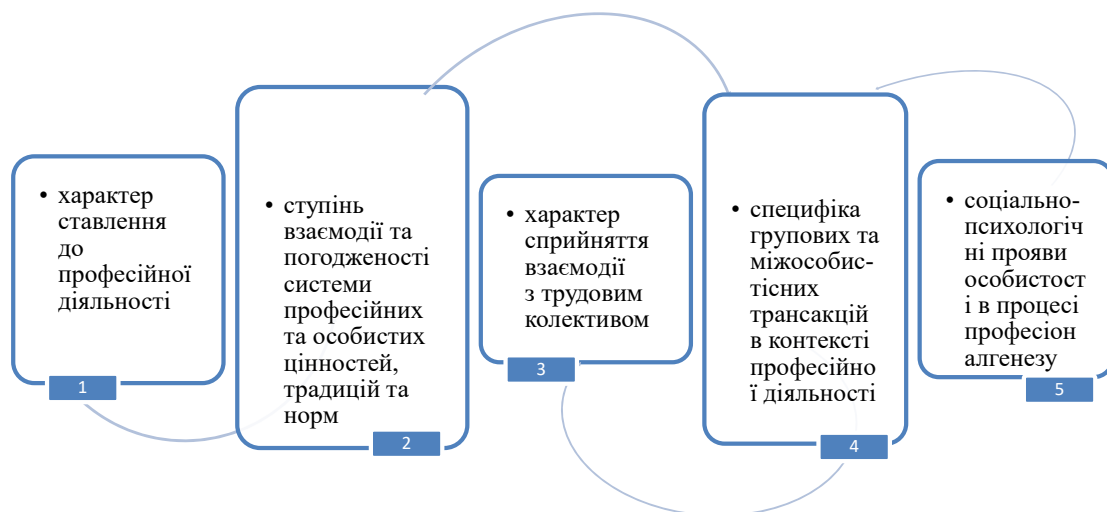 • характер
ставлення
до
професійної
діяльності
1
• ступінь
взаємодії та
погодженості
системи
професійних
та особистих
цінностей,
традицій та
норм
2
• характер
сприйняття
взаємодії
з трудовим
колективом
3
• специфіка
групових та
міжособис-
тісних
трансакцій
в контексті
професійно
ї діяльності
4
• соціально-
психологіч
ні прояви
особистост
і в процесі
професіон
алгенезу
5